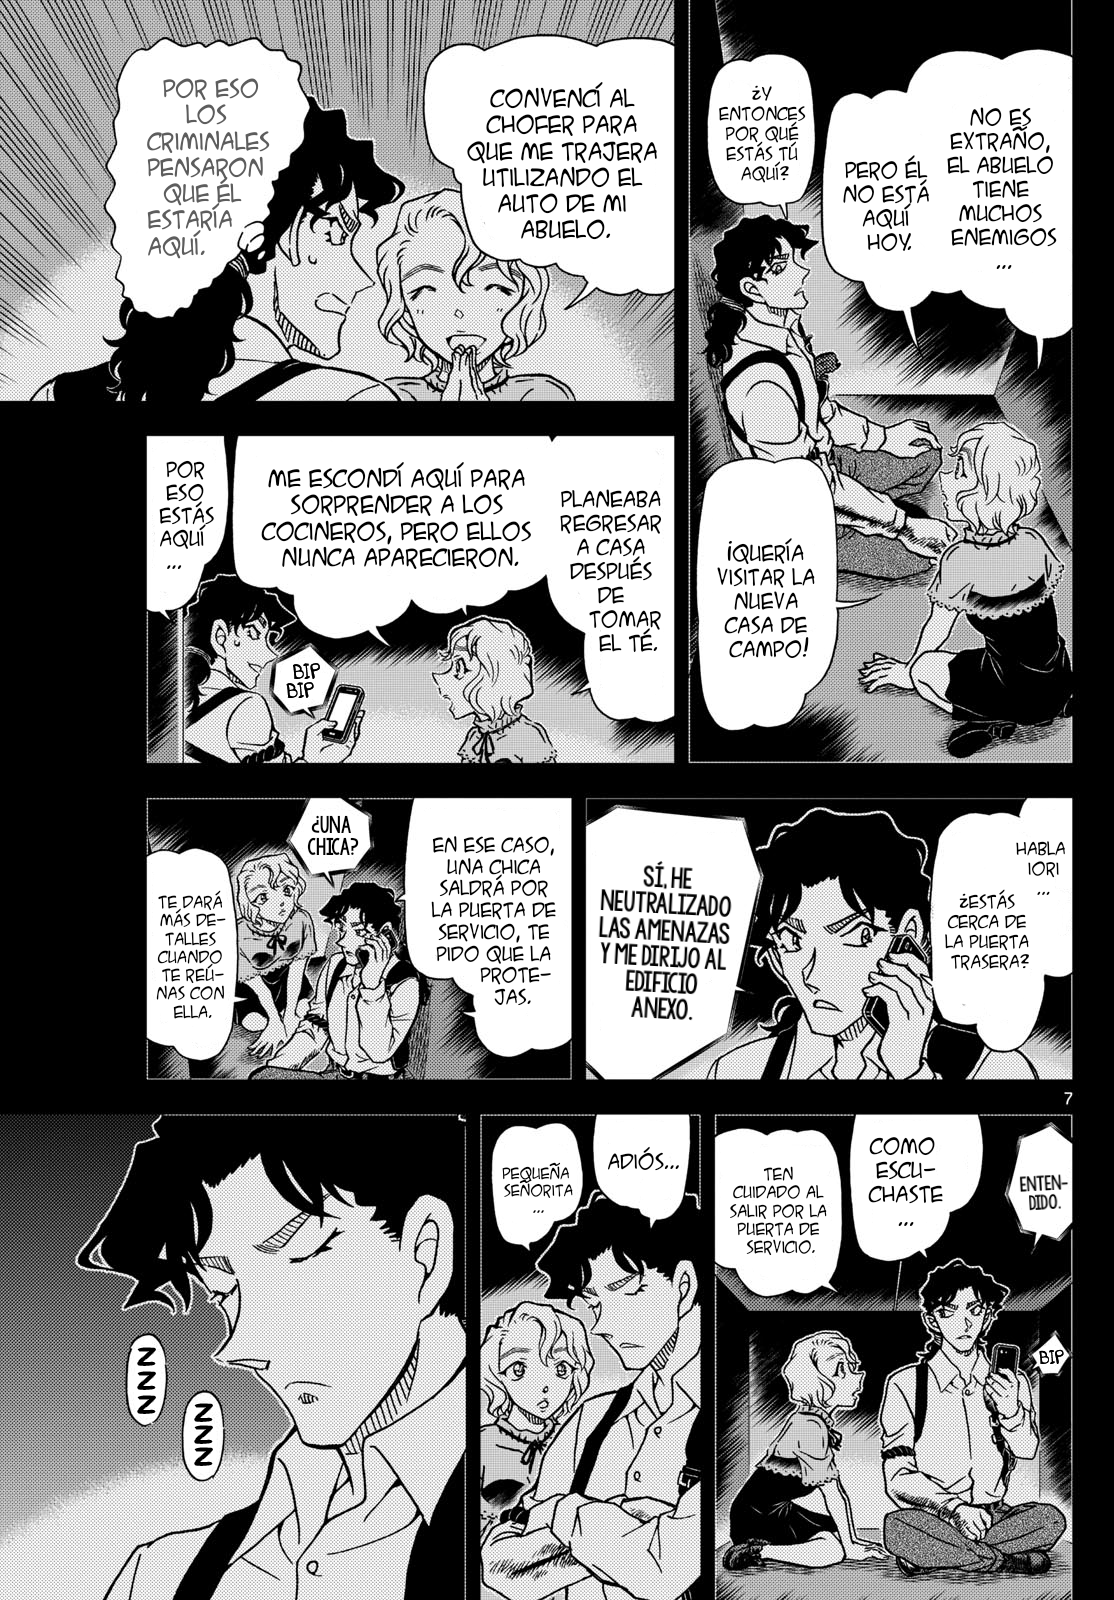 NO ES
EXTRAÑO,
EL ABUELO
TIENE
MUCHOS
ENEMIGOS
...
PERO ÉL
NO ESTÁ
AQUÍ
HOY.
¿Y
ENTONCES
POR QUÉ
ESTÁS TÚ
AQUÍ?
¡QUERÍA
VISITAR LA
NUEVA
CASA DE
CAMPO!
CONVENCÍ AL
CHOFER PARA
QUE ME TRAJERA
UTILIZANDO EL
AUTO DE MI
ABUELO.
POR ESO
LOS
CRIMINALES
PENSARON
QUE ÉL
ESTARÍA
AQUÍ.
PLANEABA
REGRESAR
A CASA
DESPUÉS
DE
TOMAR
EL TÉ.
ME ESCONDÍ AQUÍ PARA
SORPRENDER A LOS
COCINEROS, PERO ELLOS
NUNCA APARECIERON.
POR
ESO
ESTÁS
AQUÍ
...
BIP
BIP
HABLA
IORI
...
¿ESTÁS
CERCA DE
LA PUERTA
TRASERA?
SÍ, HE
NEUTRALIZADO
LAS AMENAZAS
Y ME DIRIJO AL
EDIFICIO
ANEXO.
EN ESE CASO,
UNA CHICA
SALDRÁ POR
LA PUERTA DE
SERVICIO, TE
PIDO QUE LA
PROTE-
JAS.
¿UNA
CHICA?
TE DARÁ
MÁS DE-
TALLES
CUANDO
TE REÚ-
NAS CON
ELLA.
7
ENTEN-
DIDO.
COMO
ESCU-
CHASTE
...
BIP
TEN
CUIDADO AL
SALIR POR LA
PUERTA DE
SERVICIO.
ADIÓS...
PEQUEÑA
SEÑORITA
...
NNN
NNN